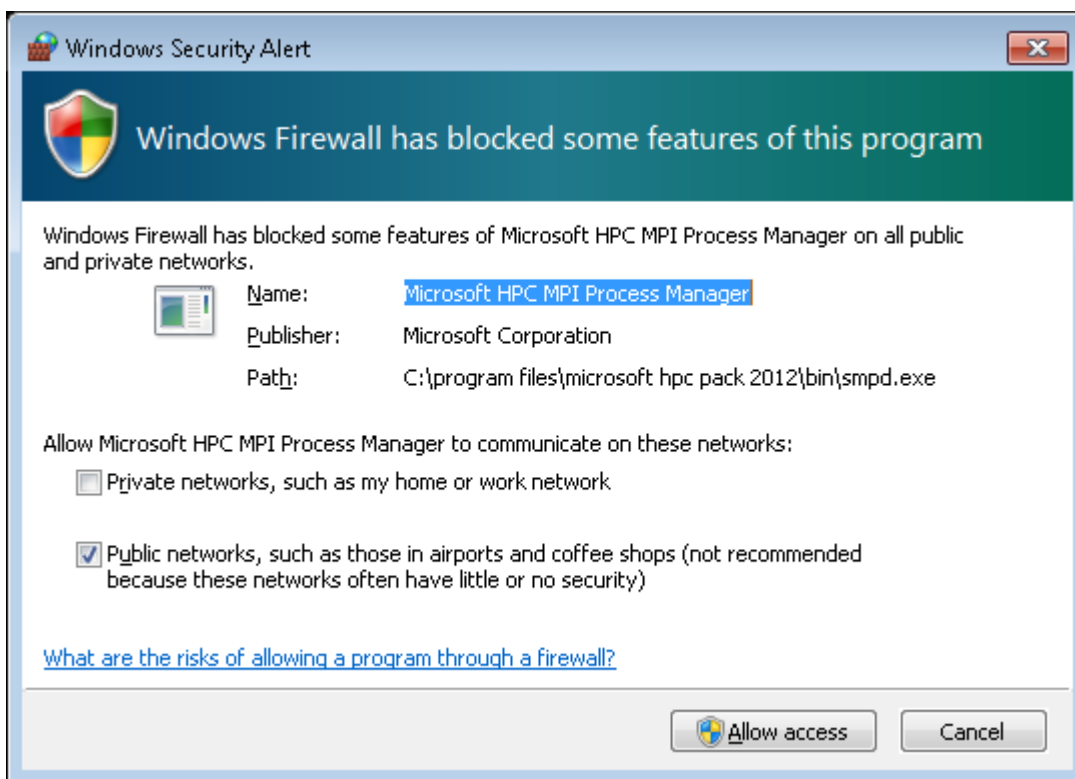 Windows Security Alert
Windows Firewall has blocked some features of this program
Windows Firewall has blocked some features of Microsoft HPC MPI Process Manager on all public
and private networks.
Name: Microsoft HPC MPI Process Manager
Publisher: Microsoft Corporation
Path: C:\program files\microsoft hpc pack 2012\bin\smpd.exe
Allow Microsoft HPC MPI Process Manager to communicate on these networks:
Private networks, such as my home or work network
Public networks, such as those in airports and coffee shops (not recommended
because these networks often have little or no security)
What are the risks of allowing a program through a firewall?
Allow access Cancel